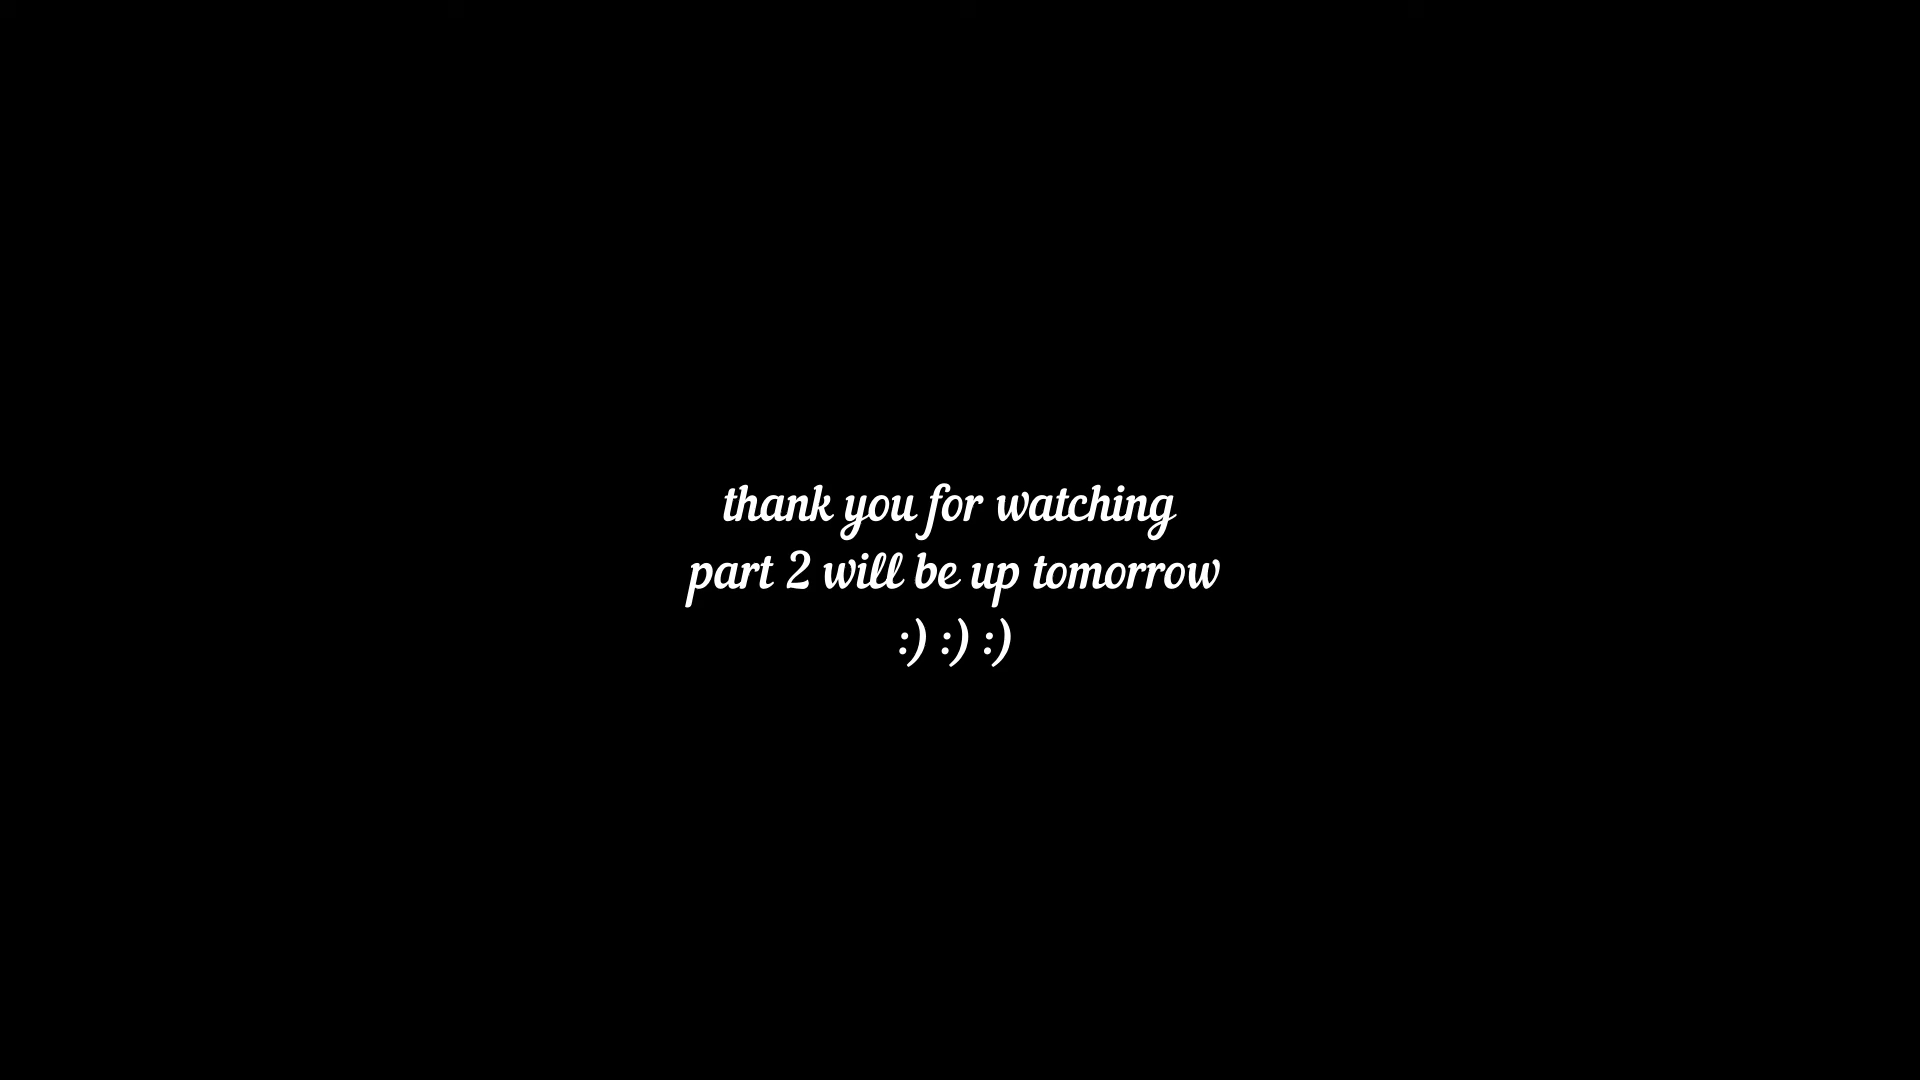 thank you for watching
part 2 will be up tomorrow
:) :) :)